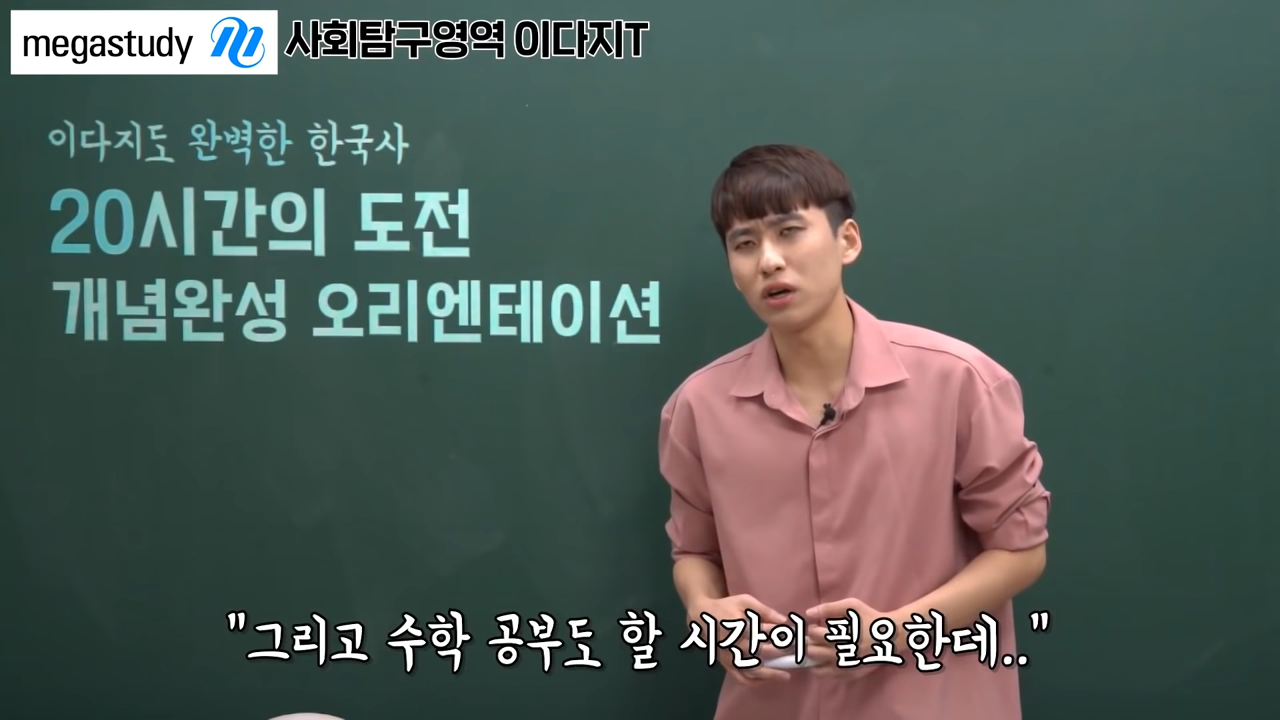 megastudy 사회탐구영역 이다지T
이다지도 완벽한 한국사
20시간의 도전
개념완성 오리엔테이션
"그리고 수학 공부도 할 시간이 필요한데.."